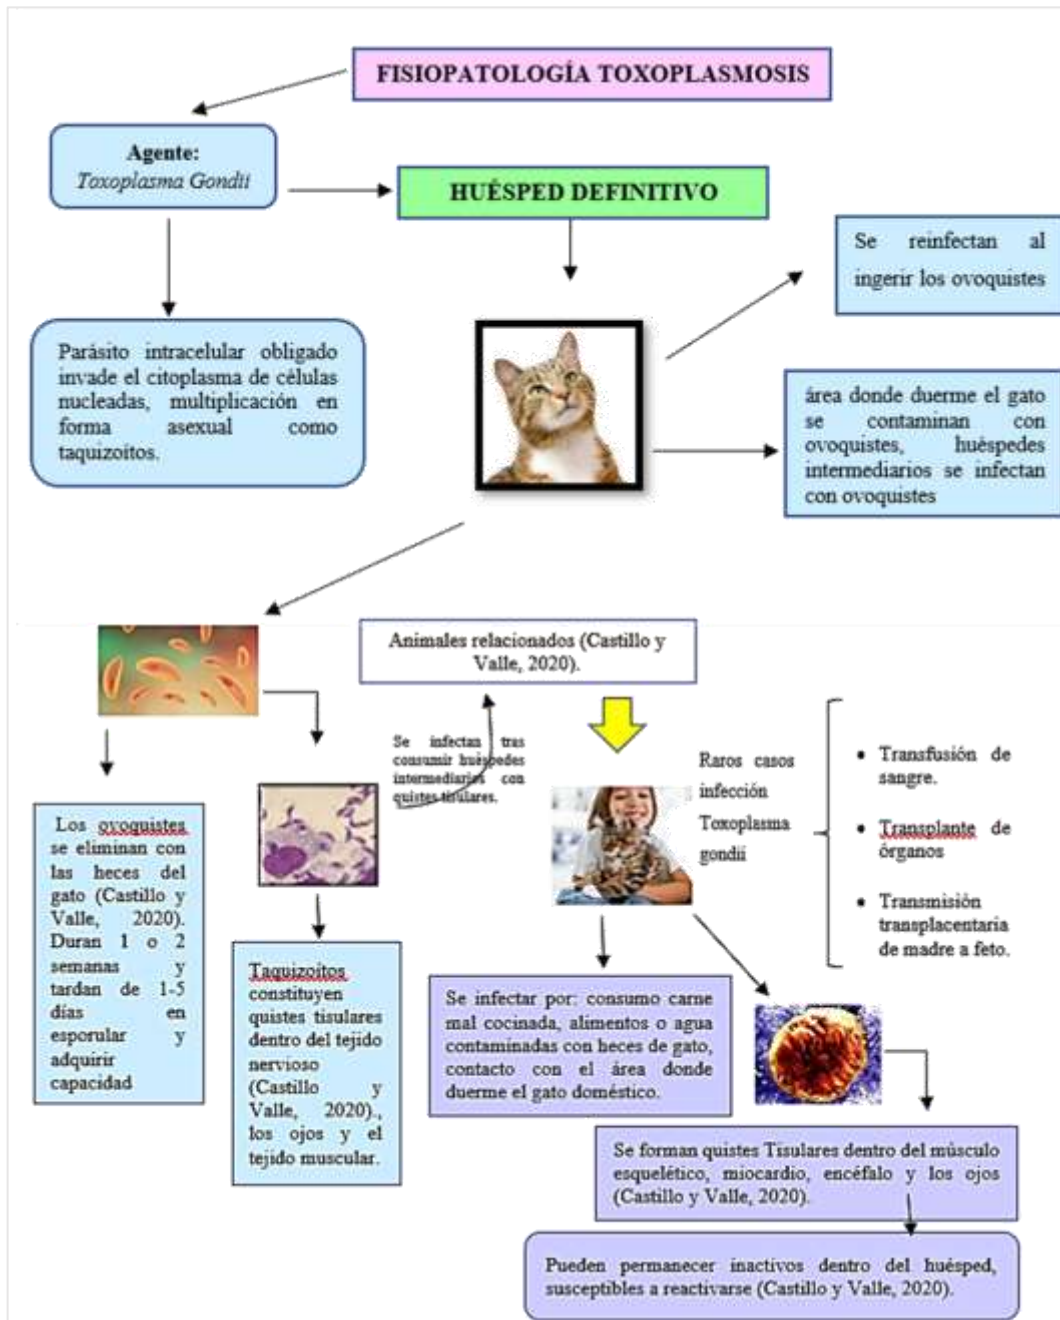 FISIOPATOLOGÍA TOXOPLASMOSIS
Agente:
Toxoplasma Gondii
HUÉSPED DEFINITIVO
Se reinfectan al
ingerir los ovoquistes
Parásito intracelular obligado
invade el citoplasma de células
nucleadas, multiplicación en
forma asexual como
taquizoítos.
área donde duerme el gato
se contaminan con
ovoquistes, huéspedes
intermediarios se infectan
con ovoquistes
Animales relacionados (Castillo y
Valle, 2020).
Se infectan tras
consumir huéspedes
intermediarios con
quistes tisulares.
Raros casos
infección
Toxoplasma
gondii
• Transfusión de
sangre.
• Transplante de
órganos
• Transmisión
transplacentaria
de madre a feto.
Los ovoquistes
se eliminan con
las heces del
gato (Castillo y
Valle, 2020).
Duran 1 o 2
semanas y
tardan de 1-5
días en
esporular y
adquirir
capacidad
Taquizoítos
constituyen
quistes tisulares
dentro del tejido
nervioso
(Castillo y
Valle, 2020).,
los ojos y el
tejido muscular.
Se infectar por: consumo carne
mal cocinada, alimentos o agua
contaminadas con heces de gato,
contacto con el área donde
duerme el gato doméstico.
Se forman quistes Tisulares dentro del músculo
esquelético, miocardio, encéfalo y los ojos
(Castillo y Valle, 2020).
Pueden permanecer inactivos dentro del huésped,
susceptibles a reactivarse (Castillo y Valle, 2020).